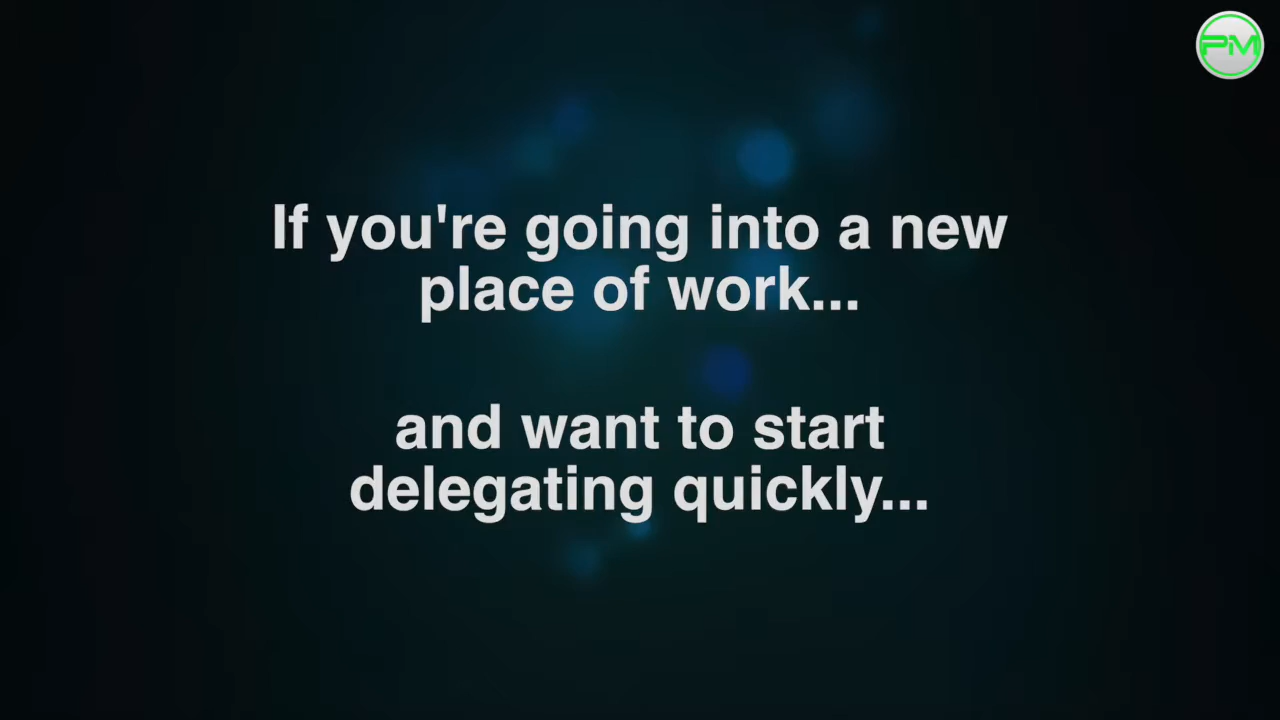 PM
If you're going into a new
place of work...
and want to start
delegating quickly...